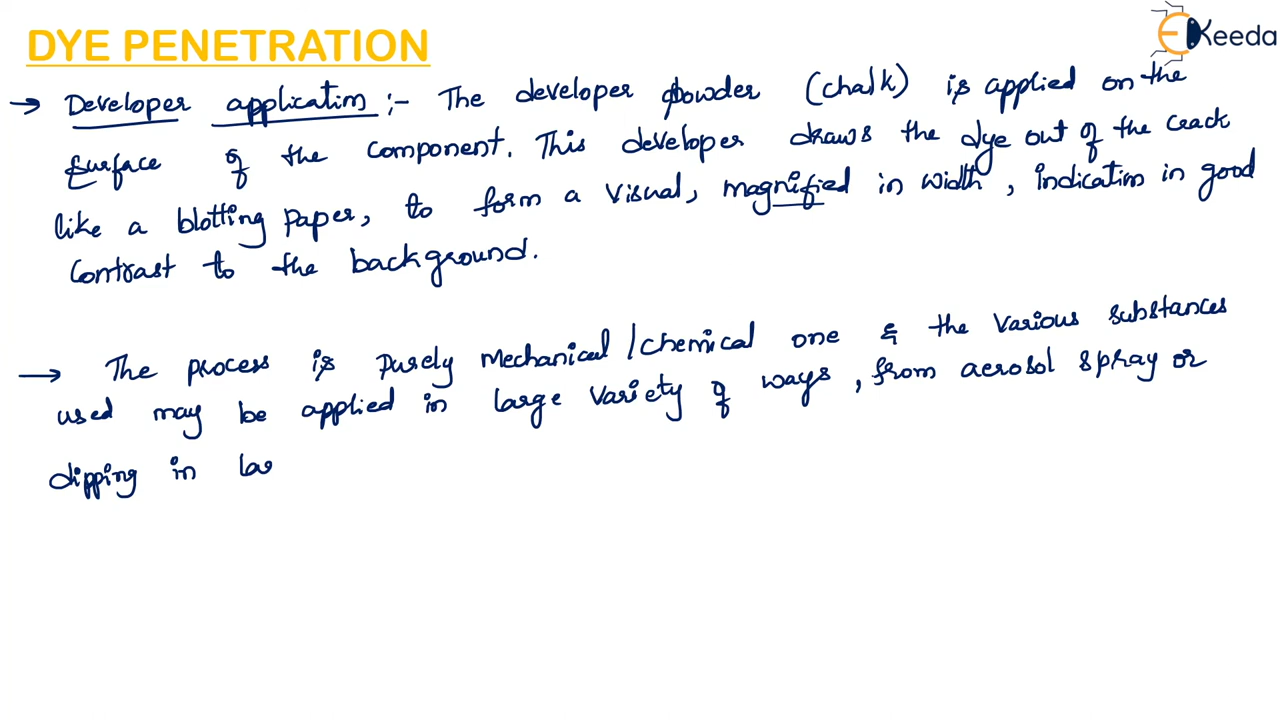 DYE PENETRATION
EKeeda
→ Developer application :- The developer powder (chalk) is applied on the
surface of the component. This developer draws the dye out of the crack
like a blotting paper, to form a visual, magnified in width, indication in good
contrast to the background.
→ The process is purely mechanical/chemical one & the various substances
used may be applied in large variety of ways, from aerosol spray or
dipping in lar